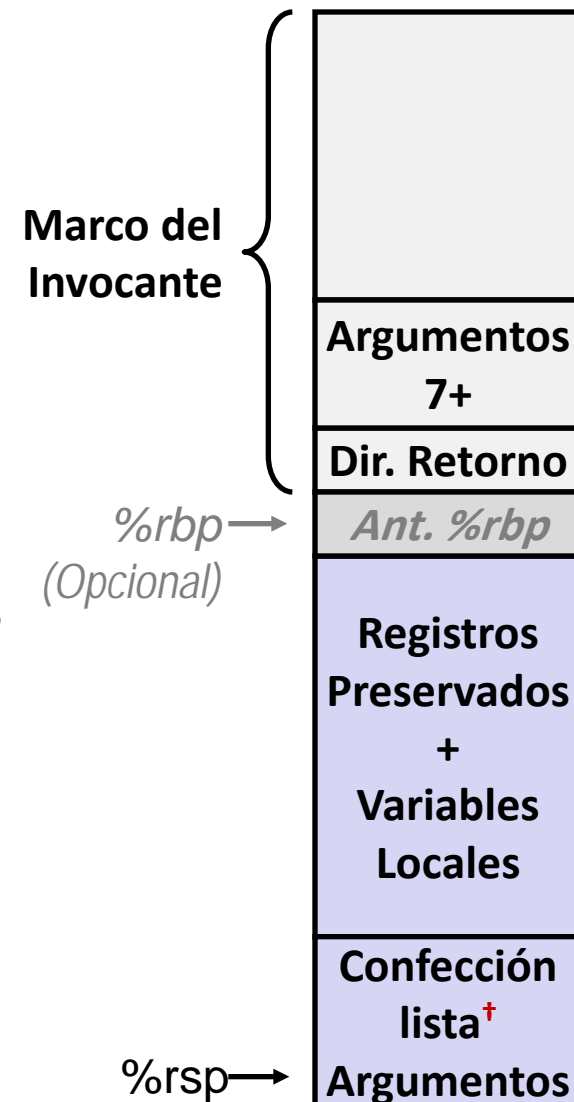 Marco del
Invocante
Argumentos
7+
Dir. Retorno
%rbp
(Opcional)
Ant. %rbp
Registros
Preservados
+
Variables
Locales
Confección
lista†
Argumentos
%rsp